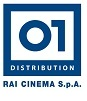 01
DISTRIBUTION
RAI CINEMA S.p.A.